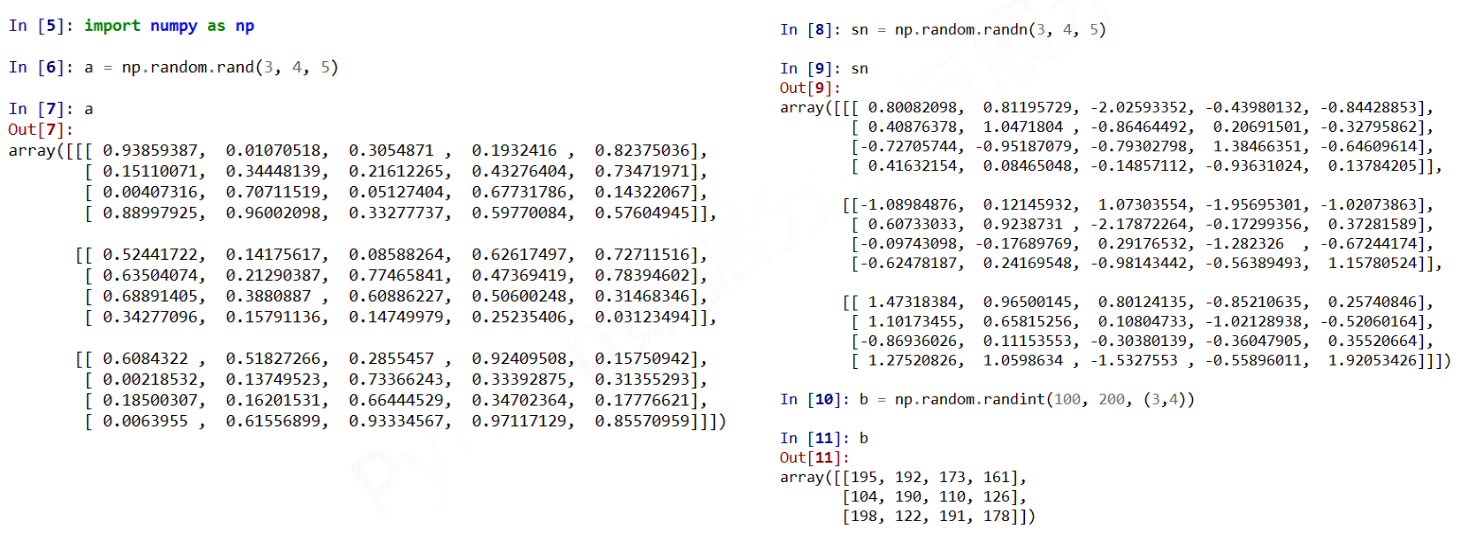 In [5]: import numpy as np
In [6]: a = np.random.rand(3, 4, 5)
In [7]: a
Out[7]:
array([[[ 0.93859387,  0.01070518,  0.3054871 ,  0.1932416 ,  0.82375036],
        [ 0.15110071,  0.34448139,  0.21612265,  0.43276404,  0.73471971],
        [ 0.00407316,  0.70711519,  0.05127404,  0.67731786,  0.14322067],
        [ 0.88997925,  0.96002098,  0.33277737,  0.59770084,  0.57604945]],
       [[ 0.52441722,  0.14175617,  0.08588264,  0.62617497,  0.72711516],
        [ 0.63504074,  0.21290387,  0.77465841,  0.47369419,  0.78394602],
        [ 0.68891405,  0.3880887 ,  0.60886227,  0.50600248,  0.31468346],
        [ 0.34277096,  0.15791136,  0.14749979,  0.25235406,  0.03123494]],
       [[ 0.6084322 ,  0.51827266,  0.2855457 ,  0.92409508,  0.15750942],
        [ 0.00218532,  0.13749523,  0.73366243,  0.33392875,  0.31355293],
        [ 0.18500307,  0.16201531,  0.66444529,  0.34702364,  0.17776621],
        [ 0.0063955 ,  0.61556899,  0.93334567,  0.97117129,  0.85570959]]])
In [8]: sn = np.random.randn(3, 4, 5)
In [9]: sn
Out[9]:
array([[[ 0.80082098,  0.81195729, -2.02593352, -0.43980132, -0.84428853],
        [ 0.40876378,  1.0471804 , -0.86464492,  0.20691501, -0.32795862],
        [-0.72705744, -0.95187079, -0.79302798,  1.38466351, -0.64609614],
        [ 0.41632154,  0.08465048, -0.14857112, -0.93631024,  0.13784205]],
       [[-1.08984876,  0.12145932,  1.07303554, -1.95695301, -1.02073863],
        [ 0.60733033,  0.9238731 , -2.17872264, -0.17299356,  0.37281589],
        [-0.09743098, -0.17689769,  0.29176532, -1.282326  , -0.67244174],
        [-0.62478187,  0.24169548, -0.98143442, -0.56389493,  1.15780524]],
       [[ 1.47318384,  0.96500145,  0.80124135, -0.85210635,  0.25740846],
        [ 1.10173455,  0.65815256,  0.10804733, -1.02128938, -0.52060164],
        [-0.86936026,  0.11153553, -0.30380139, -0.36047905,  0.35520664],
        [ 1.27520826,  1.0598634 , -1.5327553 , -0.55896011,  1.92053426]]])
In [10]: b = np.random.randint(100, 200, (3,4))
In [11]: b
Out[11]:
array([[195, 192, 173, 161],
       [104, 190, 110, 126],
       [198, 122, 191, 178]])